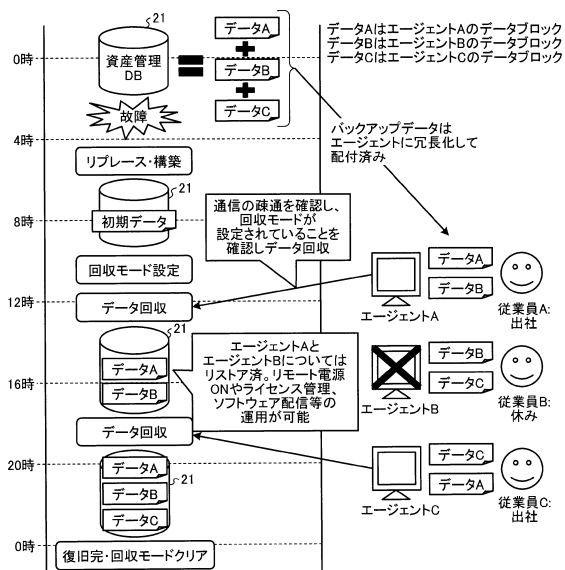 データAはエージェントAのデータブロック
データBはエージェントBのデータブロック
データCはエージェントCのデータブロック
0時
21
資産管理
DB
データA
データB
データC
故障
バックアップデータは
エージェントに冗長化して
配付済み
4時
リプレース・構築
21
初期データ
8時
通信の疎通を確認し、
回収モードが
設定されていることを
確認しデータ回収
回収モード設定
データA
データB
エージェントA
従業員A:
出社
12時
データ回収
21
データA
データB
エージェントAと
エージェントBについては
リストア済。リモート電源
ONやライセンス管理、
ソフトウェア配信等の
運用が可能
データB
データC
エージェントB
従業員B:
休み
16時
データ回収
20時
21
データA
データB
データC
データC
データA
エージェントC
従業員C:
出社
0時
復旧完・回収モードクリア